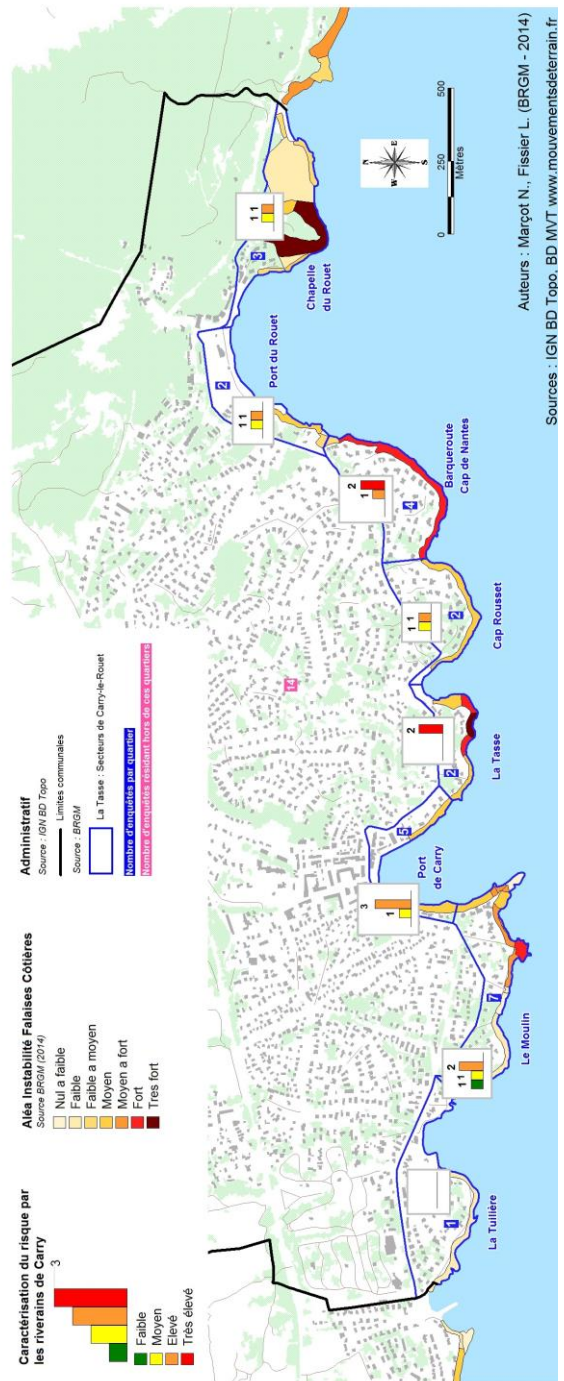 Caractérisation du risque par
les riverains de Carry
3
Faible
Moyen
Elevé
Très élevé
Aléa Instabilité Falaises Côtières
Source BRGM (2014)
Nul a faible
Faible
Faible a moyen
Moyen
Moyen a fort
Fort
Tres fort
Administratif
Source : IGN BD Topo
Limites communales
Source : BRGM
La Tasse : Secteurs de Carry-le-Rouet
Nombre d'enquêtés par quartier
Nombre d'enquêtés résidant hors de ces quartiers
14
1
La Tullière
1 1 2
7
Le Moulin
1 3
Port
de Carry
5
2
2
La Tasse
1 1
2
Cap Rousset
1 2
4
Barqueroute
Cap de Nantes
1 1
2
Port du Rouet
1 1
3
Chapelle
du Rouet
N
W E
S
0 250 500
Mètres
Auteurs : Marçot N., Fissier L. (BRGM - 2014)
Sources : IGN BD Topo, BD MVT www.mouvementsdeterrain.fr